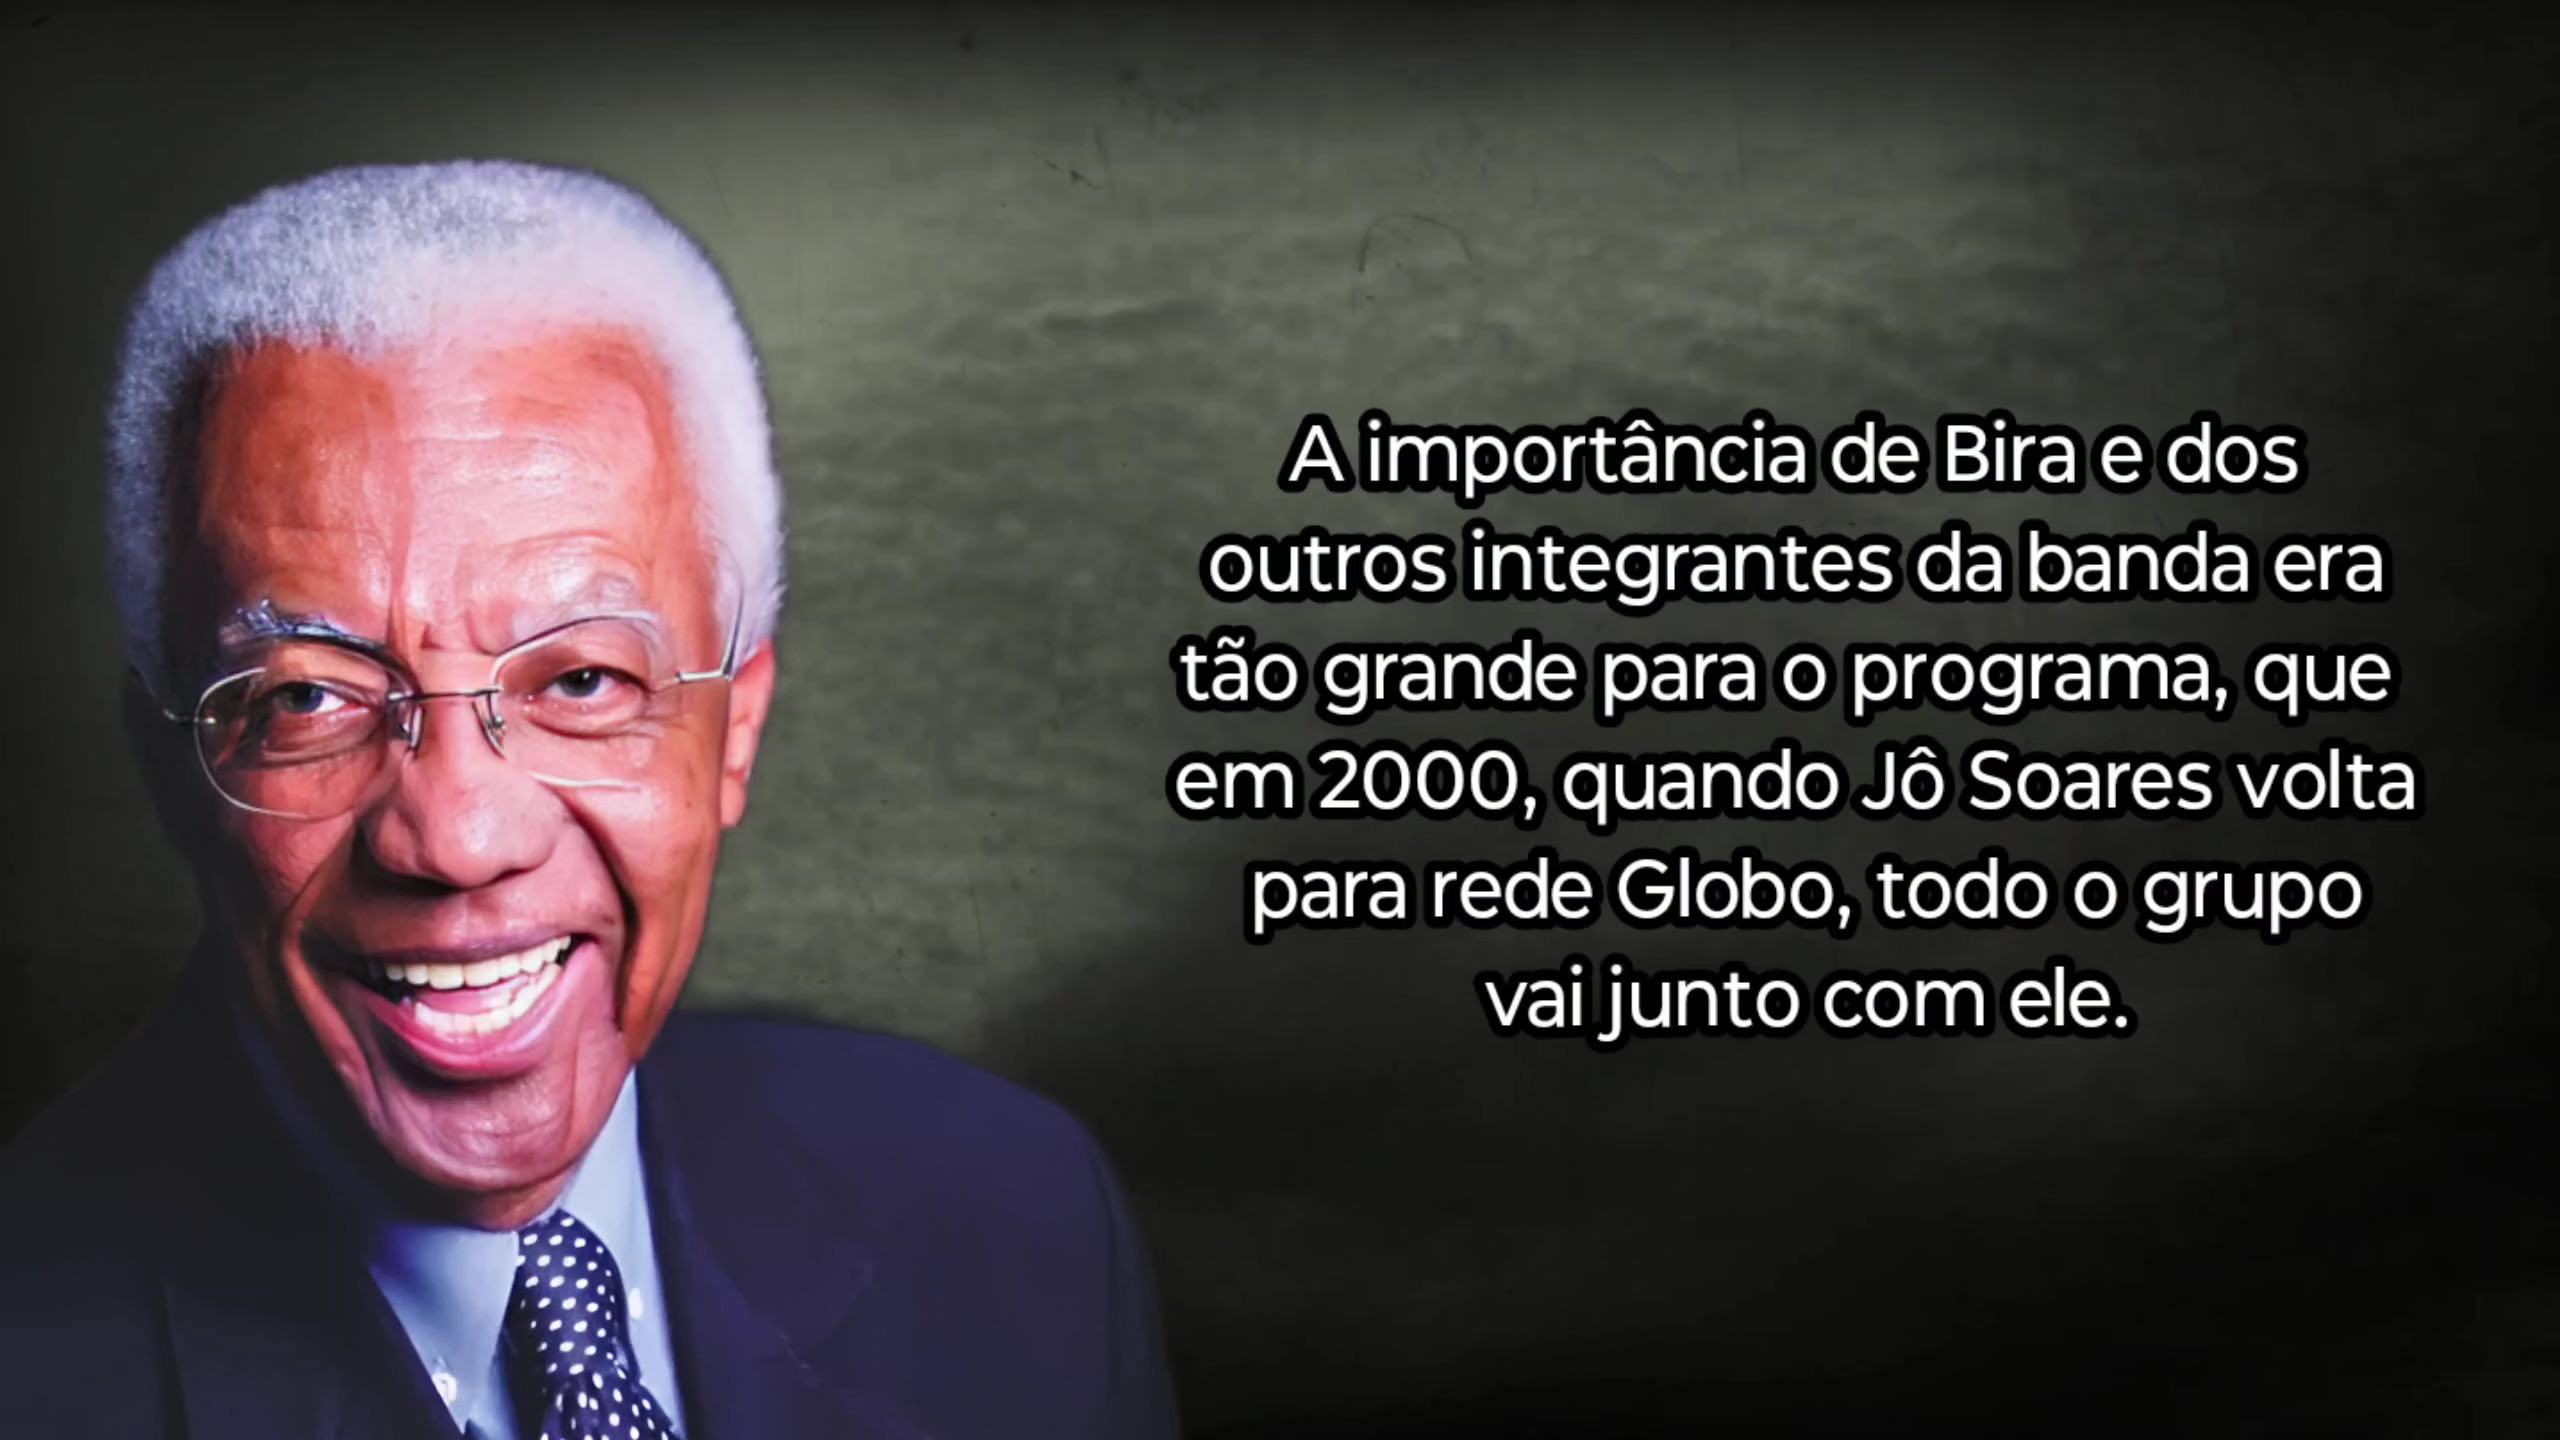 A importância de Bira e dos
outros integrantes da banda era
tão grande para o programa, que
em 2000, quando Jô Soares volta
para rede Globo, todo o grupo
vai junto com ele.